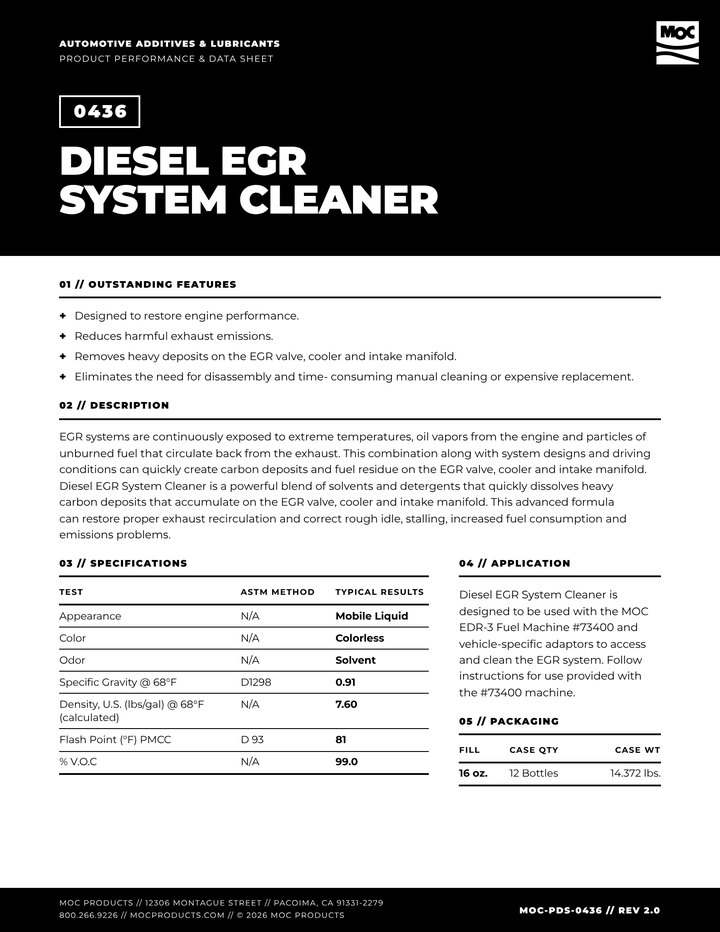 AUTOMOTIVE ADDITIVES & LUBRICANTS
PRODUCT PERFORMANCE & DATA SHEET
MOC
0436
DIESEL EGR
SYSTEM CLEANER
01 // OUTSTANDING FEATURES
+ Designed to restore engine performance.
+ Reduces harmful exhaust emissions.
+ Removes heavy deposits on the EGR valve, cooler and intake manifold.
+ Eliminates the need for disassembly and time- consuming manual cleaning or expensive replacement.
02 // DESCRIPTION
EGR systems are continuously exposed to extreme temperatures, oil vapors from the engine and particles of
unburned fuel that circulate back from the exhaust. This combination along with system designs and driving
conditions can quickly create carbon deposits and fuel residue on the EGR valve, cooler and intake manifold.
Diesel EGR System Cleaner is a powerful blend of solvents and detergents that quickly dissolves heavy
carbon deposits that accumulate on the EGR valve, cooler and intake manifold. This advanced formula
can restore proper exhaust recirculation and correct rough idle, stalling, increased fuel consumption and
emissions problems.
03 // SPECIFICATIONS
TEST ASTM METHOD TYPICAL RESULTS
Appearance N/A Mobile Liquid
Color N/A Colorless
Odor N/A Solvent
Specific Gravity @ 68°F D1298 0.91
Density, U.S. (lbs/gal) @ 68°F N/A 7.60
(calculated)
Flash Point (°F) PMCC D 93 81
% V.O.C N/A 99.0
04 // APPLICATION
Diesel EGR System Cleaner is
designed to be used with the MOC
EDR-3 Fuel Machine #73400 and
vehicle-specific adaptors to access
and clean the EGR system. Follow
instructions for use provided with
the #73400 machine.
05 // PACKAGING
FILL CASE QTY CASE WT
16 oz. 12 Bottles 14.372 lbs.
MOC PRODUCTS // 12306 MONTAGUE STREET // PACOIMA, CA 91331-2279
800.266.9226 // MOCPRODUCTS.COM // © 2026 MOC PRODUCTS
MOC-PDS-0436 // REV 2.0